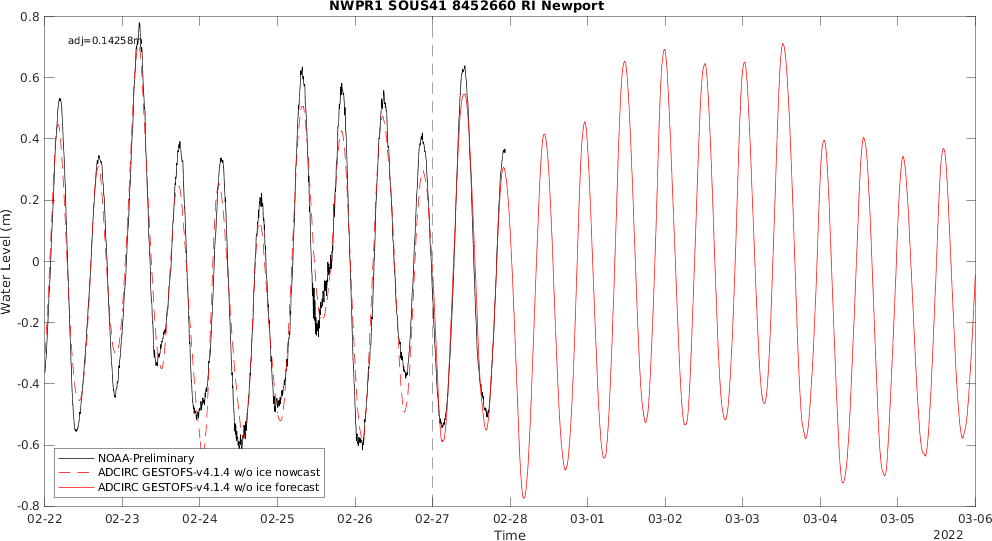 NWPR1 SOUS41 8452660 RI Newport
0.8
adj=0.14258m
0.6
0.4
0.2
0
-0.2
-0.4
-0.6
-0.8
Water Level (m)
NOAA-Preliminary
ADCIRC GESTOFS-v4.1.4 w/o ice nowcast
ADCIRC GESTOFS-v4.1.4 w/o ice forecast
02-22 02-23 02-24 02-25 02-26 02-27 02-28 03-01 03-02 03-03 03-04 03-05 03-06
Time
2022